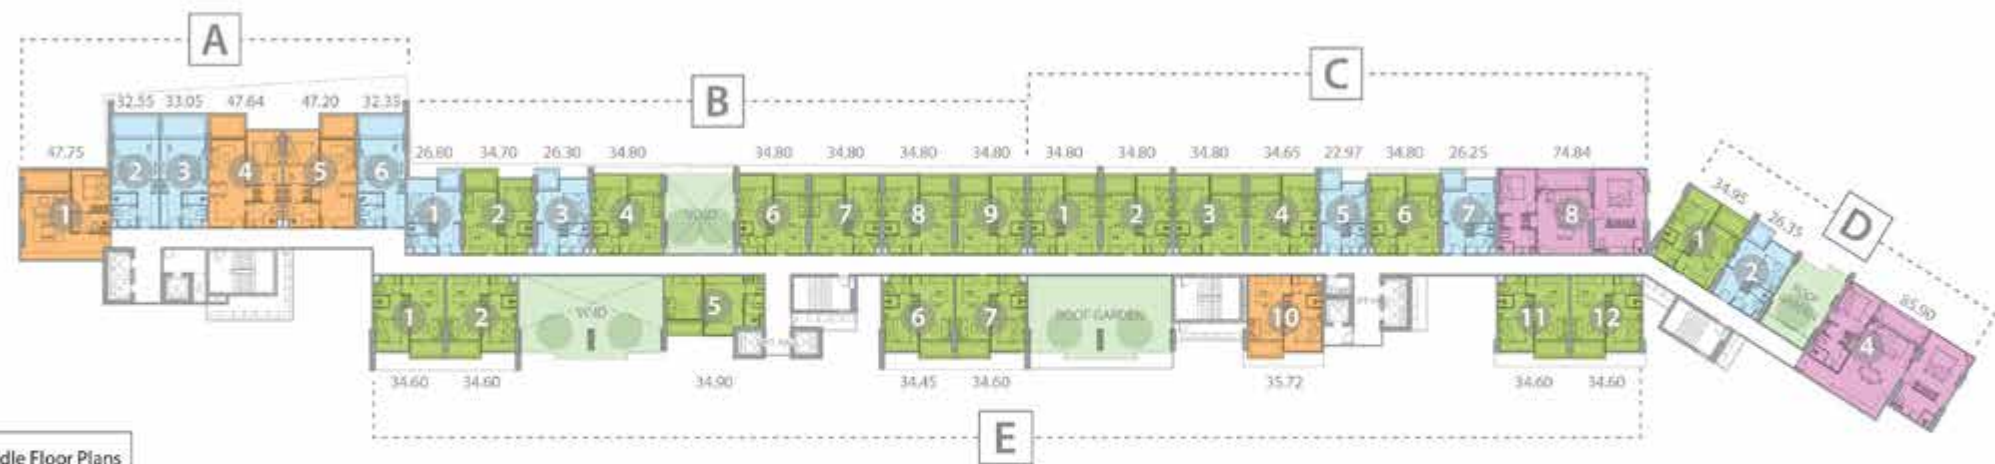 A
C
B
D
32.55 33.05 47.64 47.20 32.35
47.75
26.80 34.70 26.30 34.80 34.80 34.80 34.80 34.80 34.80 34.80 34.80 34.65 22.97 34.80 26.25 74.84
34.95
26.35
85.90
2 3 4 5 6
1
1 2 3 4 VOID 6 7 8 9 1 2 3 4 5 6 7 8
1
2
ROOF GARDEN
4
1 2 VOID 5 6 7 ROOF GARDEN 10 11 12
34.60 34.60 34.90 34.45 34.60 35.72 34.60 34.60
E
dle Floor Plans